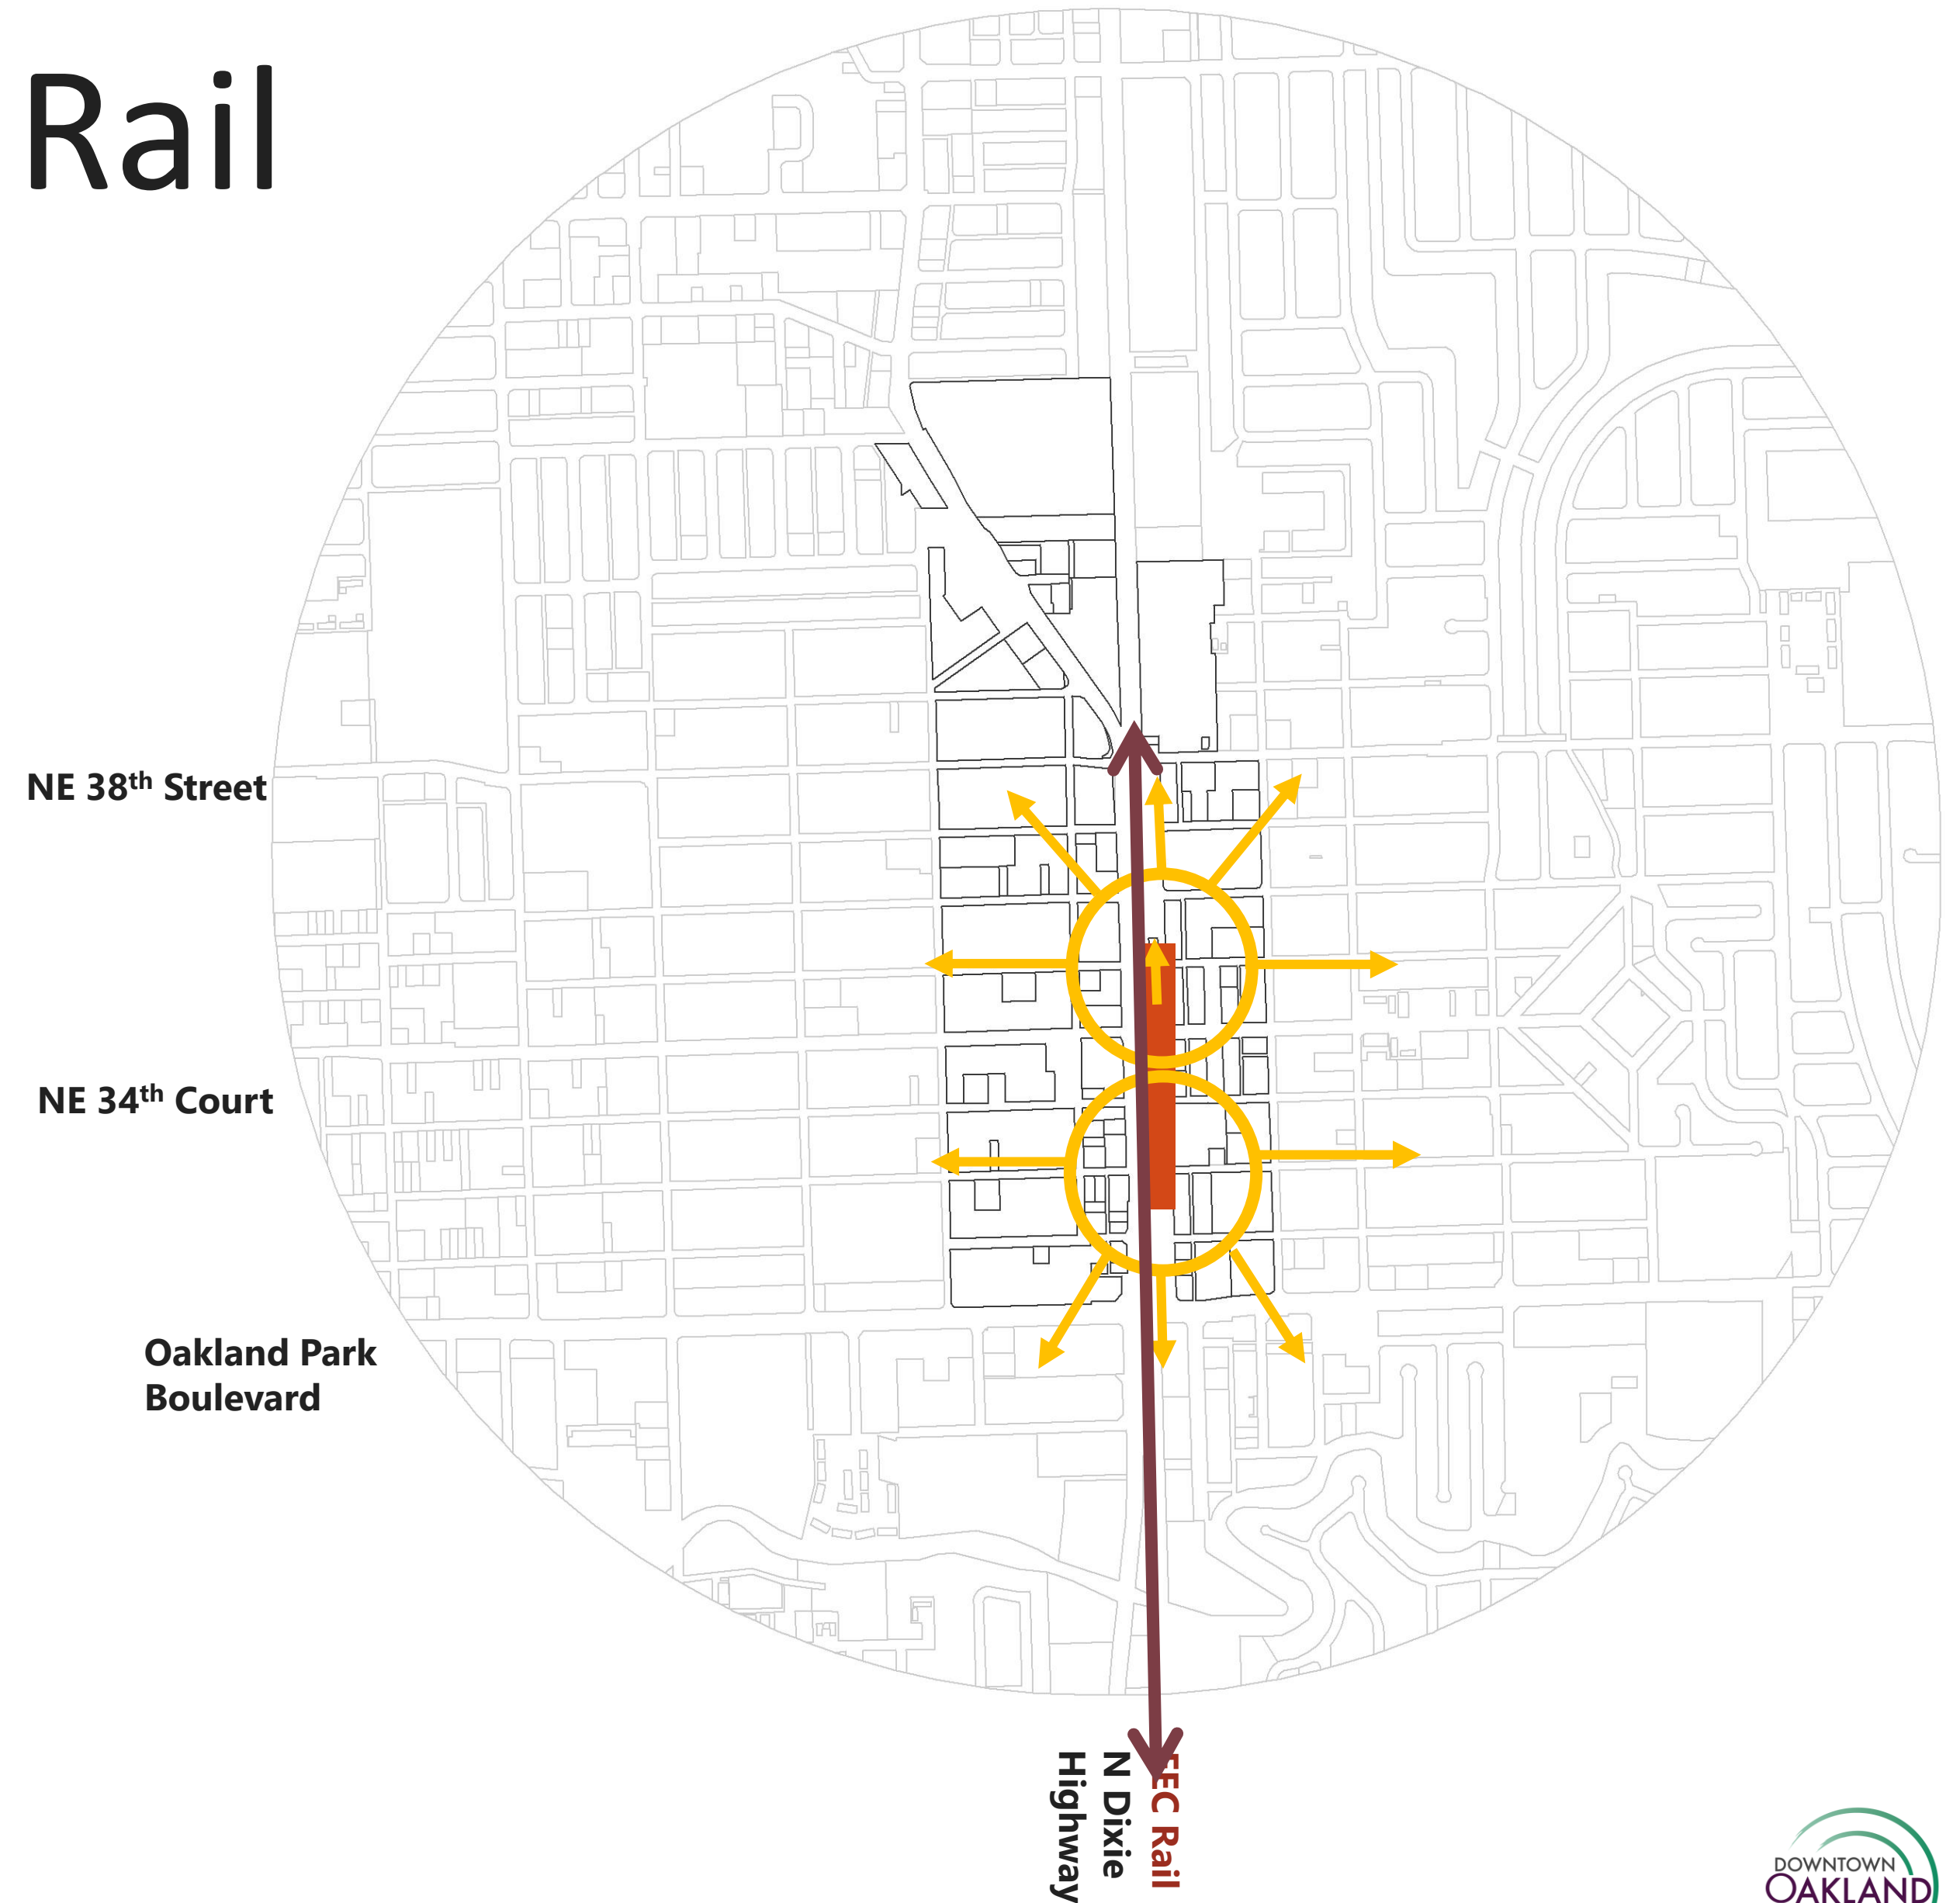 Rail
NE 38th Street
NE 34th Court
Oakland Park
Boulevard
FEC Rail
N Dixie
Highway
DOWNTOWN
OAKLAND